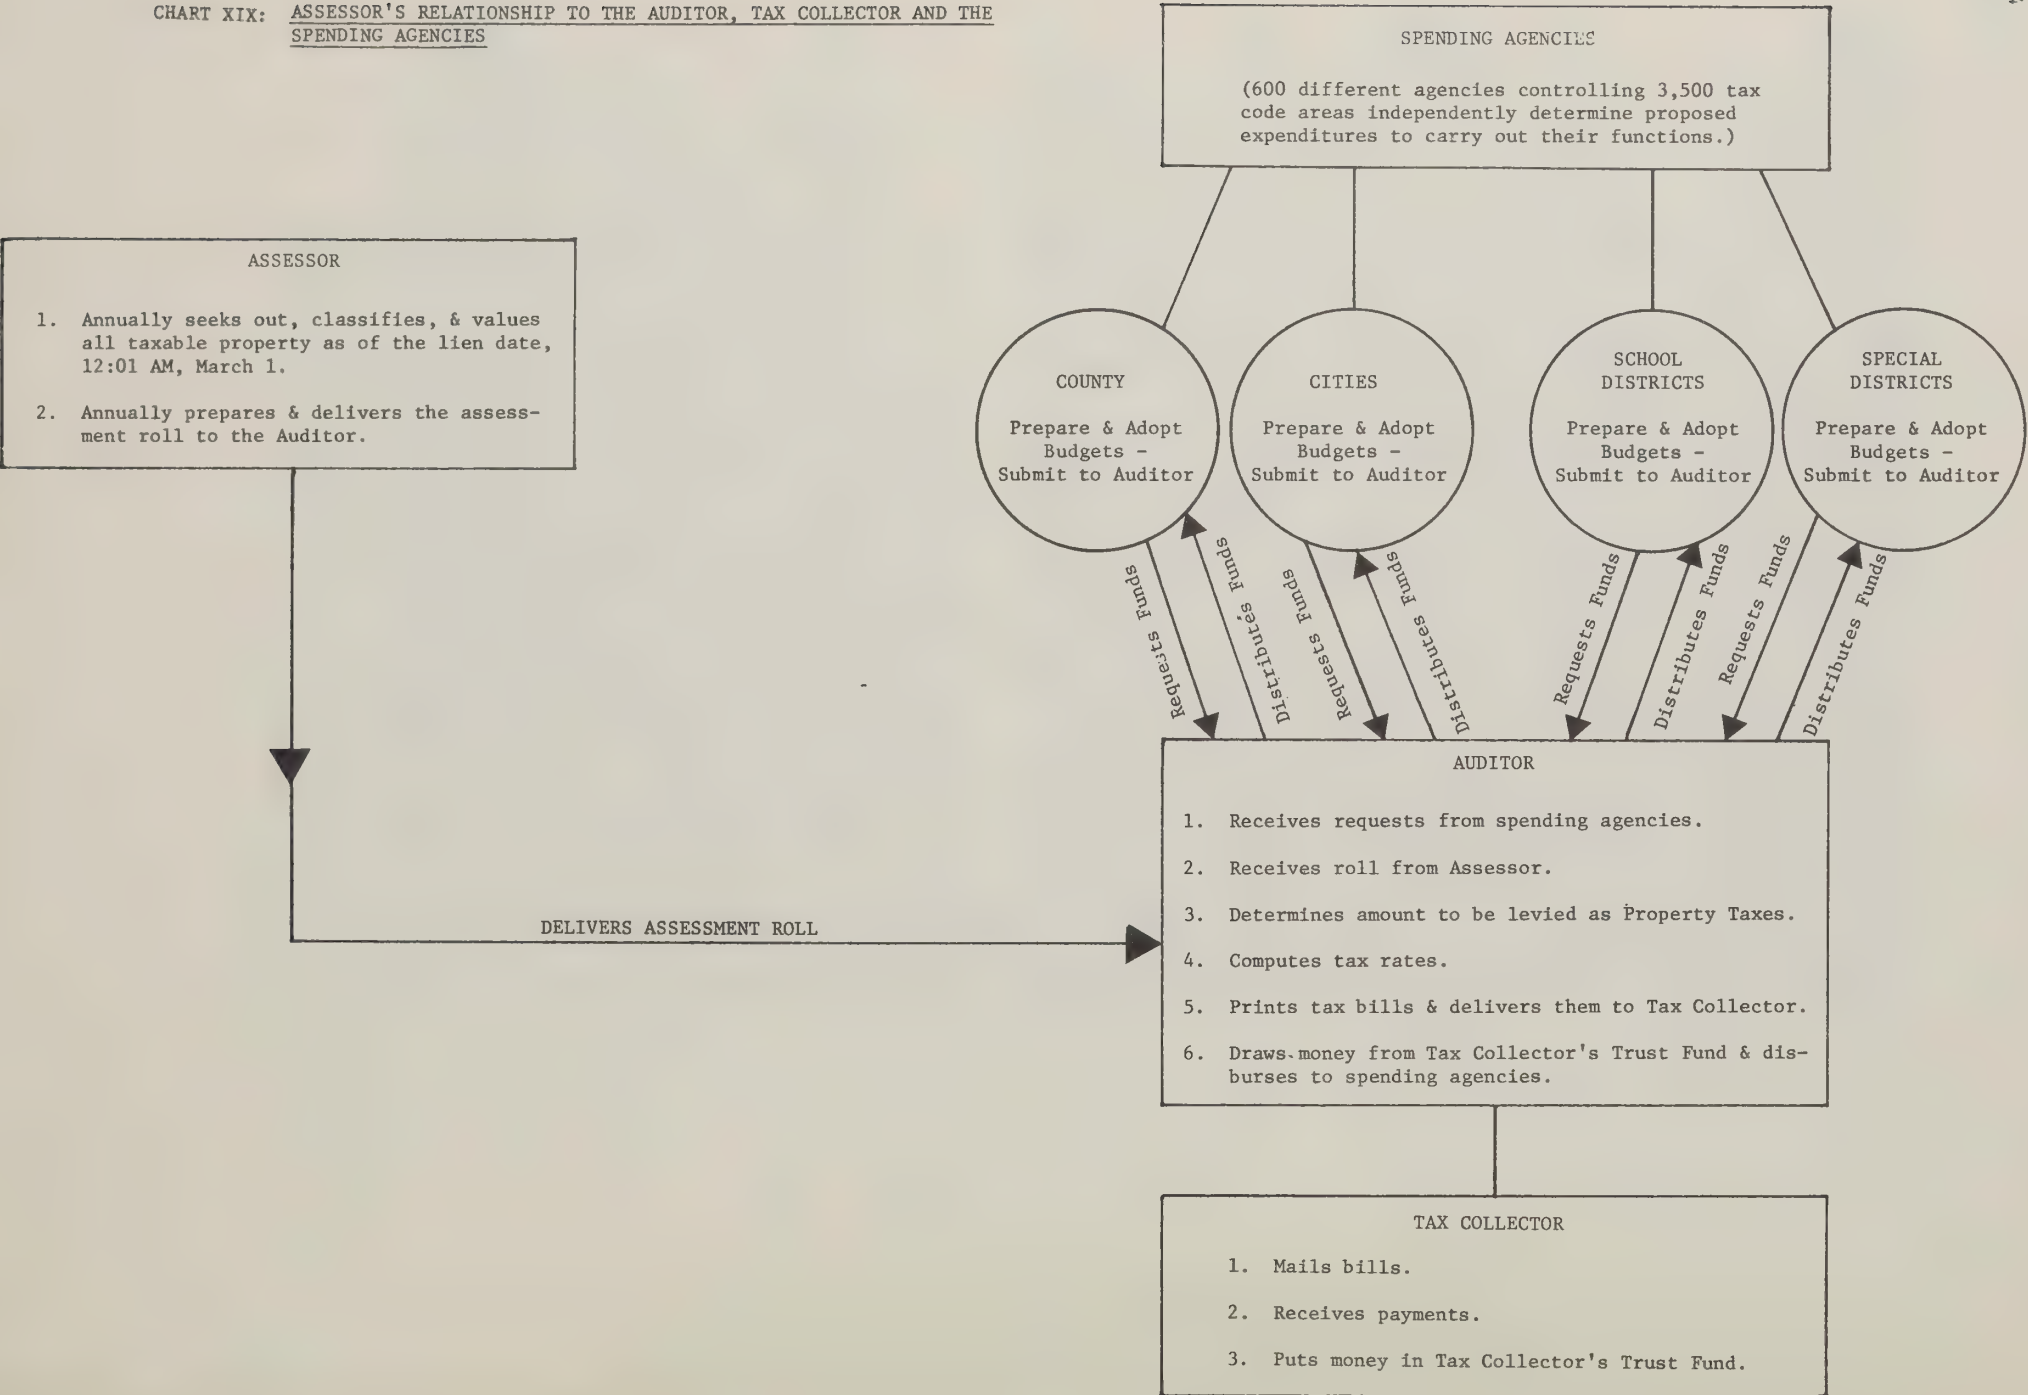 CHART XIX: ASSESSOR'S RELATIONSHIP TO THE AUDITOR, TAX COLLECTOR AND THE
SPENDING AGENCIES
SPENDING AGENCIES
(600 different agencies controlling 3,500 tax
code areas independently determine proposed
expenditures to carry out their functions.)
ASSESSOR
1. Annually seeks out, classifies, & values
all taxable property as of the lien date,
12:01 AM, March 1.
2. Annually prepares & delivers the assess-
ment roll to the Auditor.
COUNTY
Prepare & Adopt
Budgets -
Submit to Auditor
CITIES
Prepare & Adopt
Budgets -
Submit to Auditor
SCHOOL
DISTRICTS
Prepare & Adopt
Budgets -
Submit to Auditor
SPECIAL
DISTRICTS
Prepare & Adopt
Budgets -
Submit to Auditor
Requests Funds
Distributes Funds
Requests Funds
Distributes Funds
Requests Funds
Distributes Funds
Requests Funds
Distributes Funds
DELIVERS ASSESSMENT ROLL
AUDITOR
1. Receives requests from spending agencies.
2. Receives roll from Assessor.
3. Determines amount to be levied as Property Taxes.
4. Computes tax rates.
5. Prints tax bills & delivers them to Tax Collector.
6. Draws money from Tax Collector's Trust Fund & dis-
burses to spending agencies.
TAX COLLECTOR
1. Mails bills.
2. Receives payments.
3. Puts money in Tax Collector's Trust Fund.